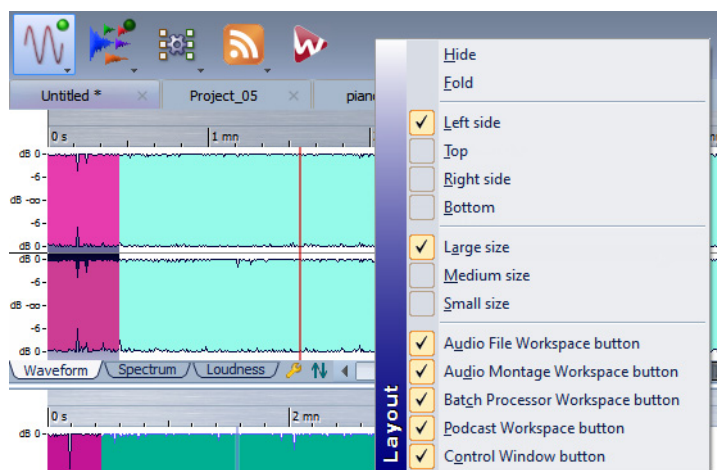 Untitled *
Project_05
pian
0 s
1 mn
dB 0
-6
dB -∞
-6
dB 0
dB 0
-6
dB -∞
-6
dB 0
Waveform
Spectrum
Loudness
0 s
2 mn
dB 0
Layout
Hide
Fold
Left side
Top
Right side
Bottom
Large size
Medium size
Small size
Audio File Workspace button
Audio Montage Workspace button
Batch Processor Workspace button
Podcast Workspace button
Control Window button